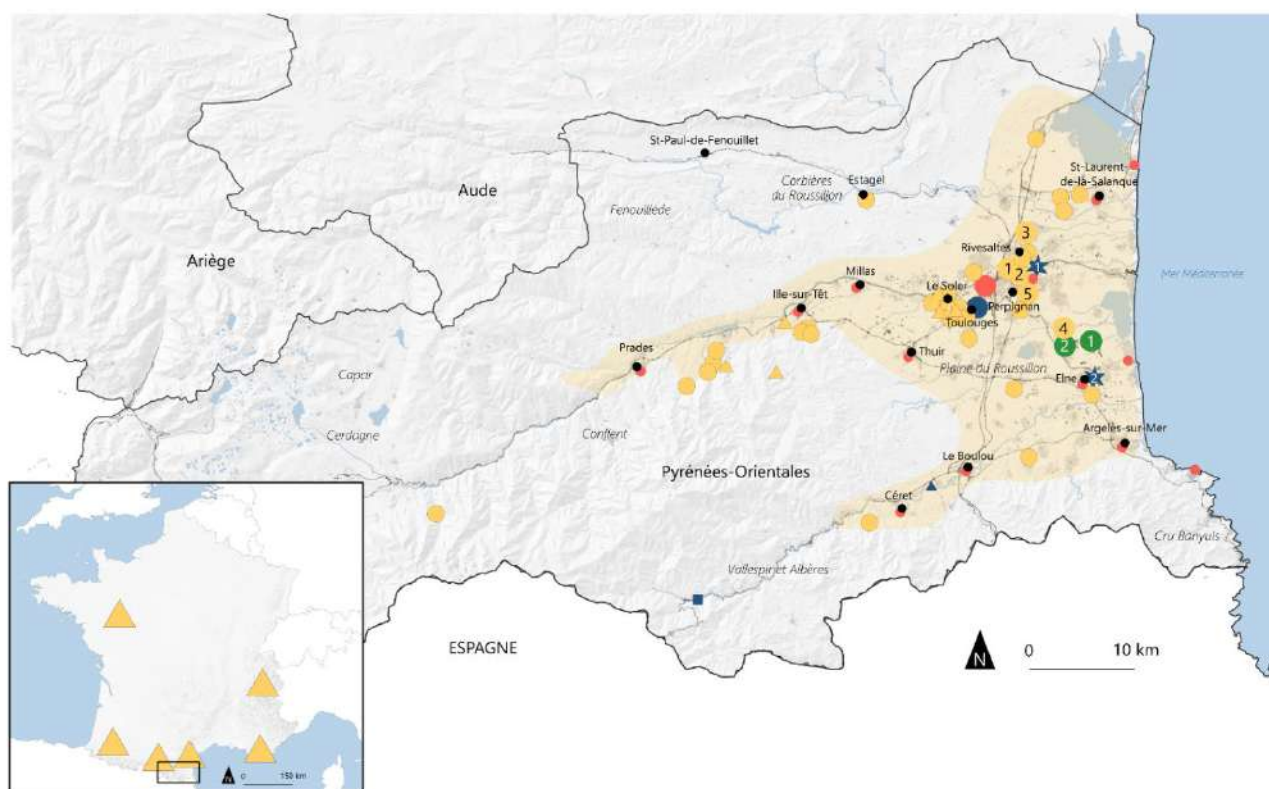 St-Paul-de-Fenouillet
Estagel
Corbières
du Roussillon
Fenouillède
St-Laurent-
de-la-Salanque
Aude
Ariège
3
Rivesaltes
1
1
2
Mer Méditerranée
Millas
Le Soler
5
Perpignan
Ille-sur-Têt
Toulouges
4
2
1
Prades
Thuir
Plaine du Roussillon
Elne
2
Capcir
Cerdagne
Conflent
Argelès-sur-Mer
Le Boulou
Pyrénées-Orientales
Céret
Cru Banyuls
Vallespir et Albères
ESPAGNE
N
0
10 km
N
0
150 km